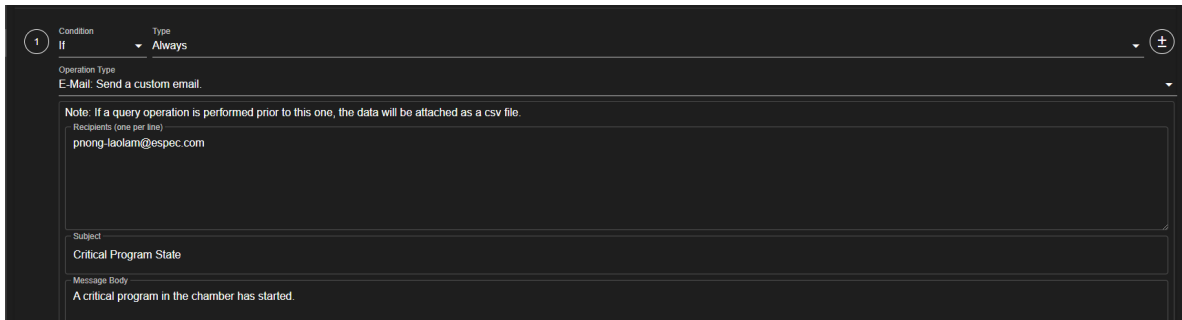 Condition Type
1 If Always ±
Operation Type
E-Mail: Send a custom email.
Note: If a query operation is performed prior to this one, the data will be attached as a csv file.
Recipients (one per line)
pnong-laolam@espec.com
Subject
Critical Program State
Message Body
A critical program in the chamber has started.